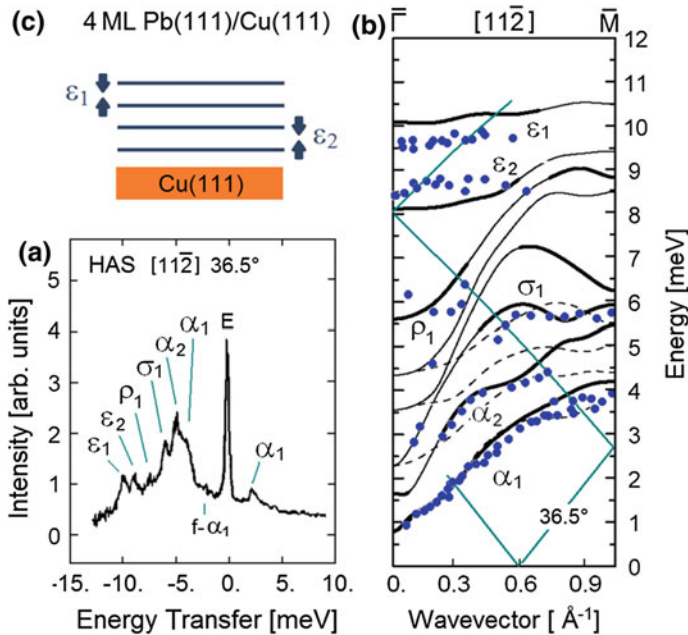 (c) 4 ML Pb(111)/Cu(111)
ε1
ε2
Cu(111)
(a)
HAS [112̄] 36.5°
E
α1
α2
σ1
ρ1
ε2
ε1
α1
f-α1
5
4
3
2
1
0
Intensity [arb. units]
-15. -10. -5. 0. 5. 10
Energy Transfer [meV]
(b) Γ̄ [112̄] M̄
12
11
10
9
8
7
6
5
4
3
2
1
0
Energy [meV]
ε1
ε2
σ1
ρ1
α2
α1
36.5°
0. 0.3 0.6 0.9
Wavevector [ Å-1]